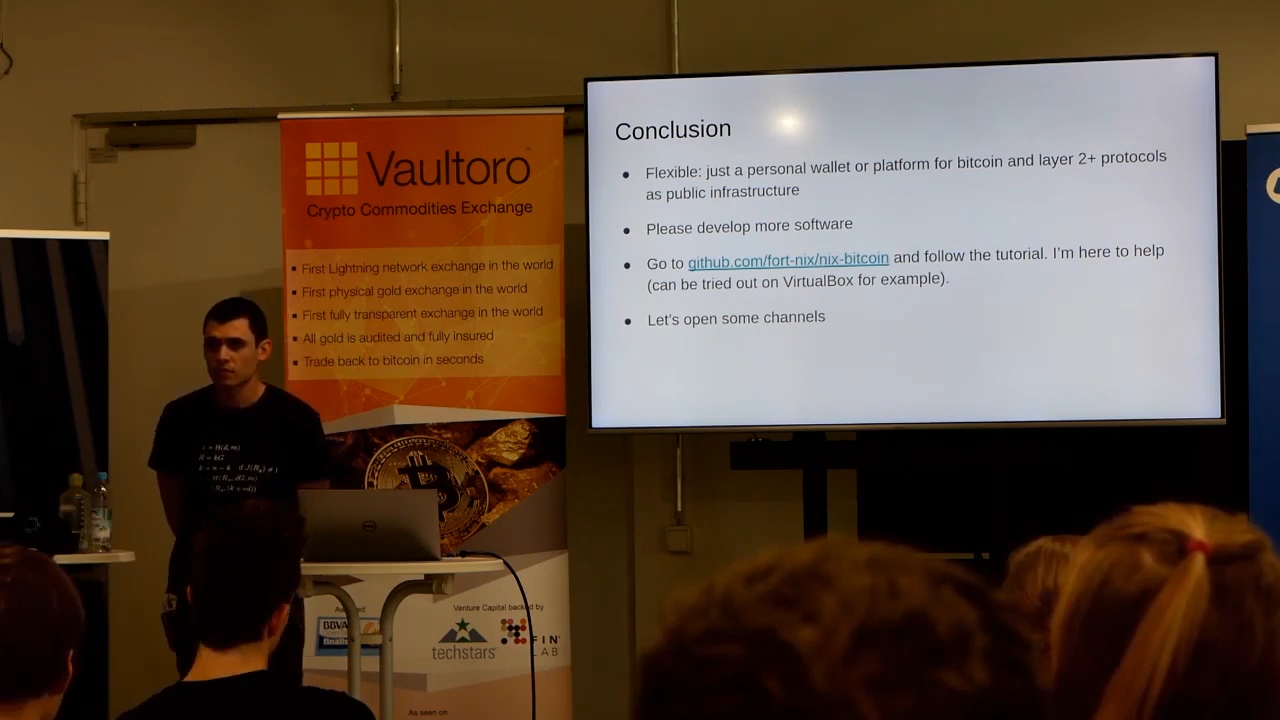 Vaultoro
Crypto Commodities Exchange
▪ First Lightning network exchange in the world
▪ First physical gold exchange in the world
▪ First fully transparent exchange in the world
▪ All gold is audited and fully insured
▪ Trade back to bitcoin in seconds
Venture Capital backed by
BBVA
finalis
techstars
FIN
LAB
As seen on
DELL
Conclusion
● Flexible: just a personal wallet or platform for bitcoin and layer 2+ protocols
as public infrastructure
● Please develop more software
● Go to github.com/fort-nix/nix-bitcoin and follow the tutorial. I'm here to help
(can be tried out on VirtualBox for example).
● Let's open some channels